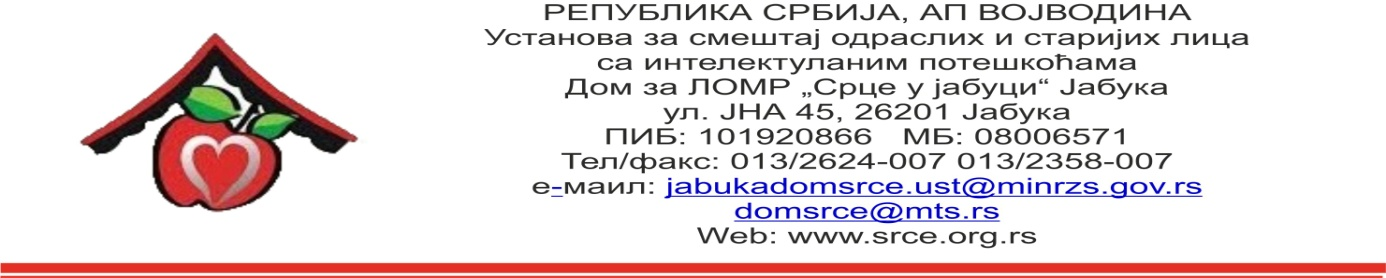 РЕПУБЛИКА СРБИЈА, АП ВОЈВОДИНА
Установа за смештај одраслих и старијих лица
са интелектуланим потешкоћама
Дом за ЛОМР „Срце у јабуци“ Јабука
ул. ЈНА 45, 26201 Јабука
ПИБ: 101920866 МБ: 08006571
Тел/факс: 013/2624-007 013/2358-007
е-маил: jabukadomsrce.ust@minrzs.gov.rs
domsrce@mts.rs
Web: www.srce.org.rs